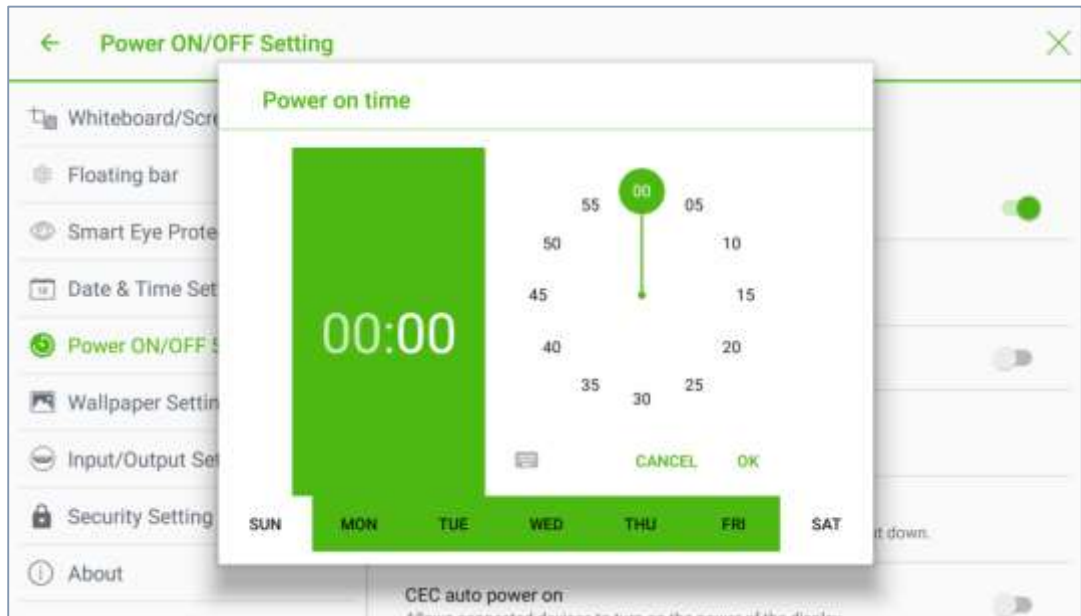 Power ON/OFF Setting
Power on time
Whiteboard/Scre
Floating bar
Smart Eye Prote
Date & Time Set
Power ON/OFF S
Wallpaper Settin
Input/Output Set
Security Setting
About
00:00
00
05
10
15
20
25
30
35
40
45
50
55
CANCEL OK
SUN MON TUE WED THU FRI SAT
t down.
CEC auto power on